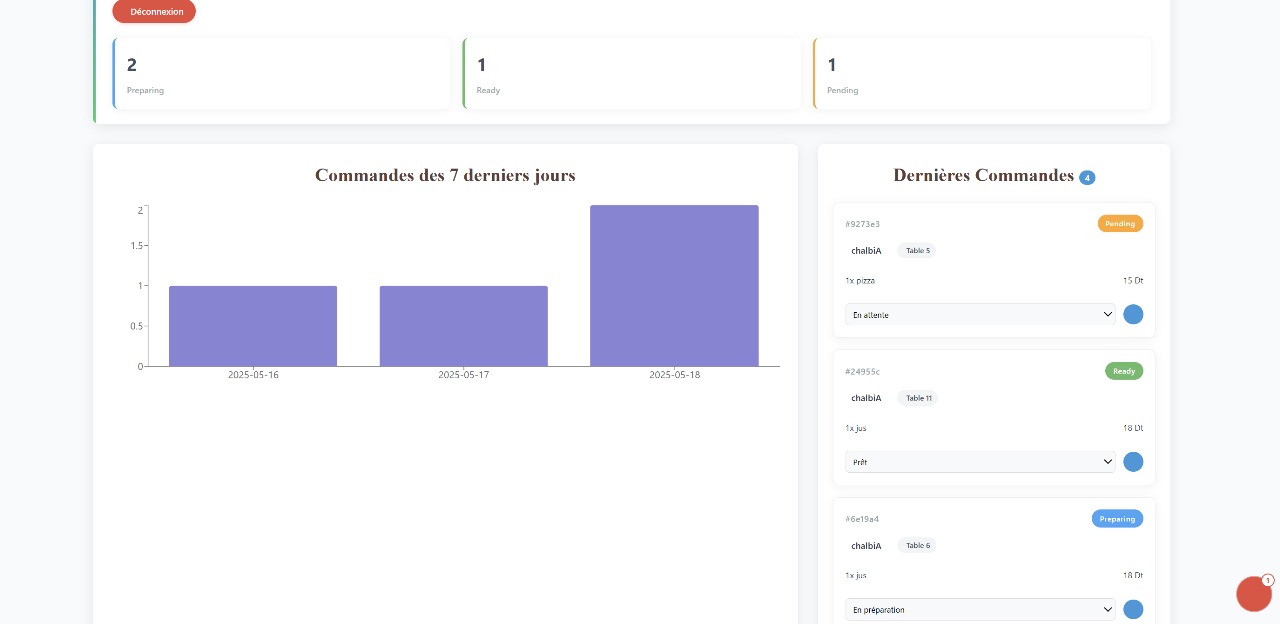 Déconnexion
2
Preparing
1
Ready
1
Pending
Commandes des 7 derniers jours
2
1.5
1
0.5
0
2025-05-16
2025-05-17
2025-05-18
Dernières Commandes 4
#9273e3
Pending
chalbiA
Table 5
1x pizza
15 Dt
En attente
#24955c
Ready
chalbiA
Table 11
1x jus
18 Dt
Prêt
#6e19a4
Preparing
chalbiA
Table 6
1x jus
18 Dt
En préparation
1